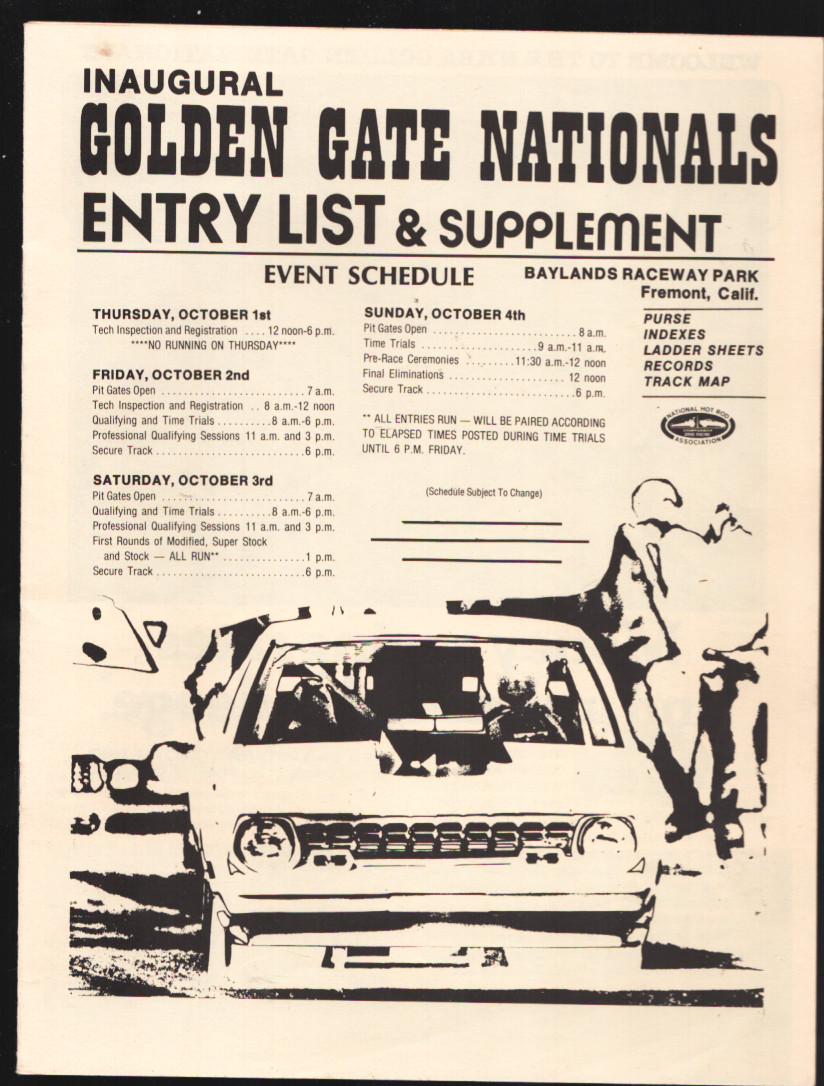 INAUGURAL
GOLDEN GATE NATIONALS
ENTRY LIST & SUPPLEMENT
EVENT SCHEDULE
BAYLANDS RACEWAY PARK
Fremont, Calif.
THURSDAY, OCTOBER 1st
Tech Inspection and Registration .... 12 noon-6 p.m.
****NO RUNNING ON THURSDAY****
FRIDAY, OCTOBER 2nd
Pit Gates Open ........................ 7 a.m.
Tech Inspection and Registration .. 8 a.m.-12 noon
Qualifying and Time Trials .......... 8 a.m.-6 p.m.
Professional Qualifying Sessions 11 a.m. and 3 p.m.
Secure Track ......................... 6 p.m.
SATURDAY, OCTOBER 3rd
Pit Gates Open ........................ 7 a.m.
Qualifying and Time Trials .......... 8 a.m.-6 p.m.
Professional Qualifying Sessions 11 a.m. and 3 p.m.
First Rounds of Modified, Super Stock
and Stock — ALL RUN** .............. 1 p.m.
Secure Track ......................... 6 p.m.
SUNDAY, OCTOBER 4th
Pit Gates Open ........................ 8 a.m.
Time Trials .................... 9 a.m.-11 a.m.
Pre-Race Ceremonies ......... 11:30 a.m.-12 noon
Final Eliminations .................... 12 noon
Secure Track ......................... 6 p.m.
** ALL ENTRIES RUN — WILL BE PAIRED ACCORDING
TO ELAPSED TIMES POSTED DURING TIME TRIALS
UNTIL 6 P.M. FRIDAY.
(Schedule Subject To Change)
PURSE
INDEXES
LADDER SHEETS
RECORDS
TRACK MAP
NATIONAL HOT ROD
ASSOCIATION